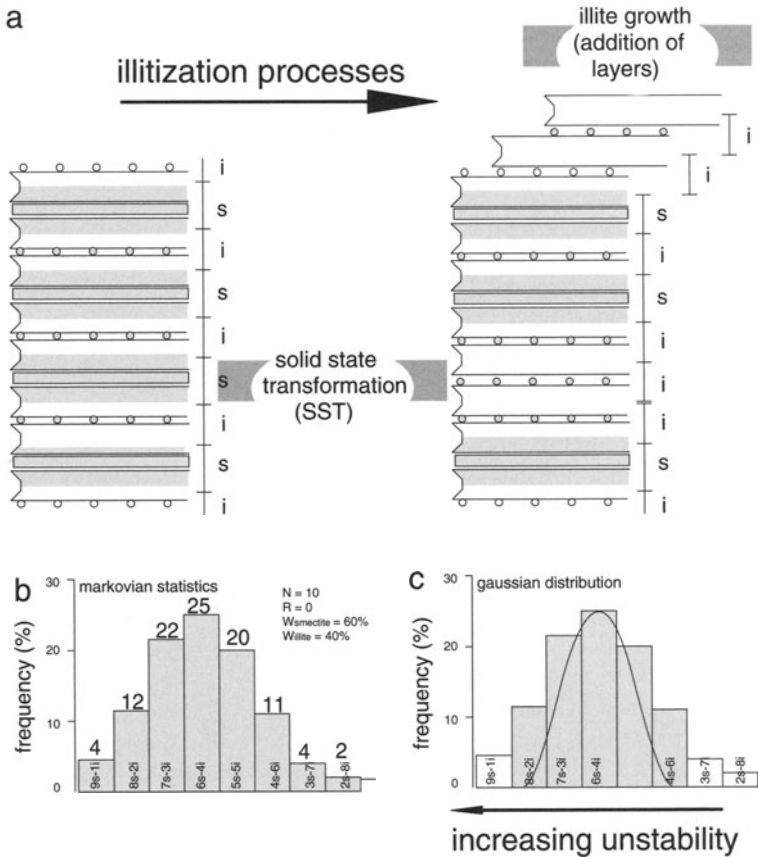 a
illite growth
(addition of
layers)
illitization processes
i
s
i
s
i
s
i
s
i
solid state
transformation
(SST)
i
i
s
i
s
i
i
i
s
i
b
markovian statistics
N = 10
R = 0
Wsmectite = 60%
Willite = 40%
frequency (%)
30
20
10
0
4
12
22
25
20
11
4
2
9s-1i
8s-2i
7s-3i
6s-4i
5s-5i
4s-6i
3s-7i
2s-8i
c
gaussian distribution
frequency (%)
30
20
10
0
9s-1i
8s-2i
7s-3i
6s-4i
4s-6i
3s-7i
2s-8i
increasing unstability